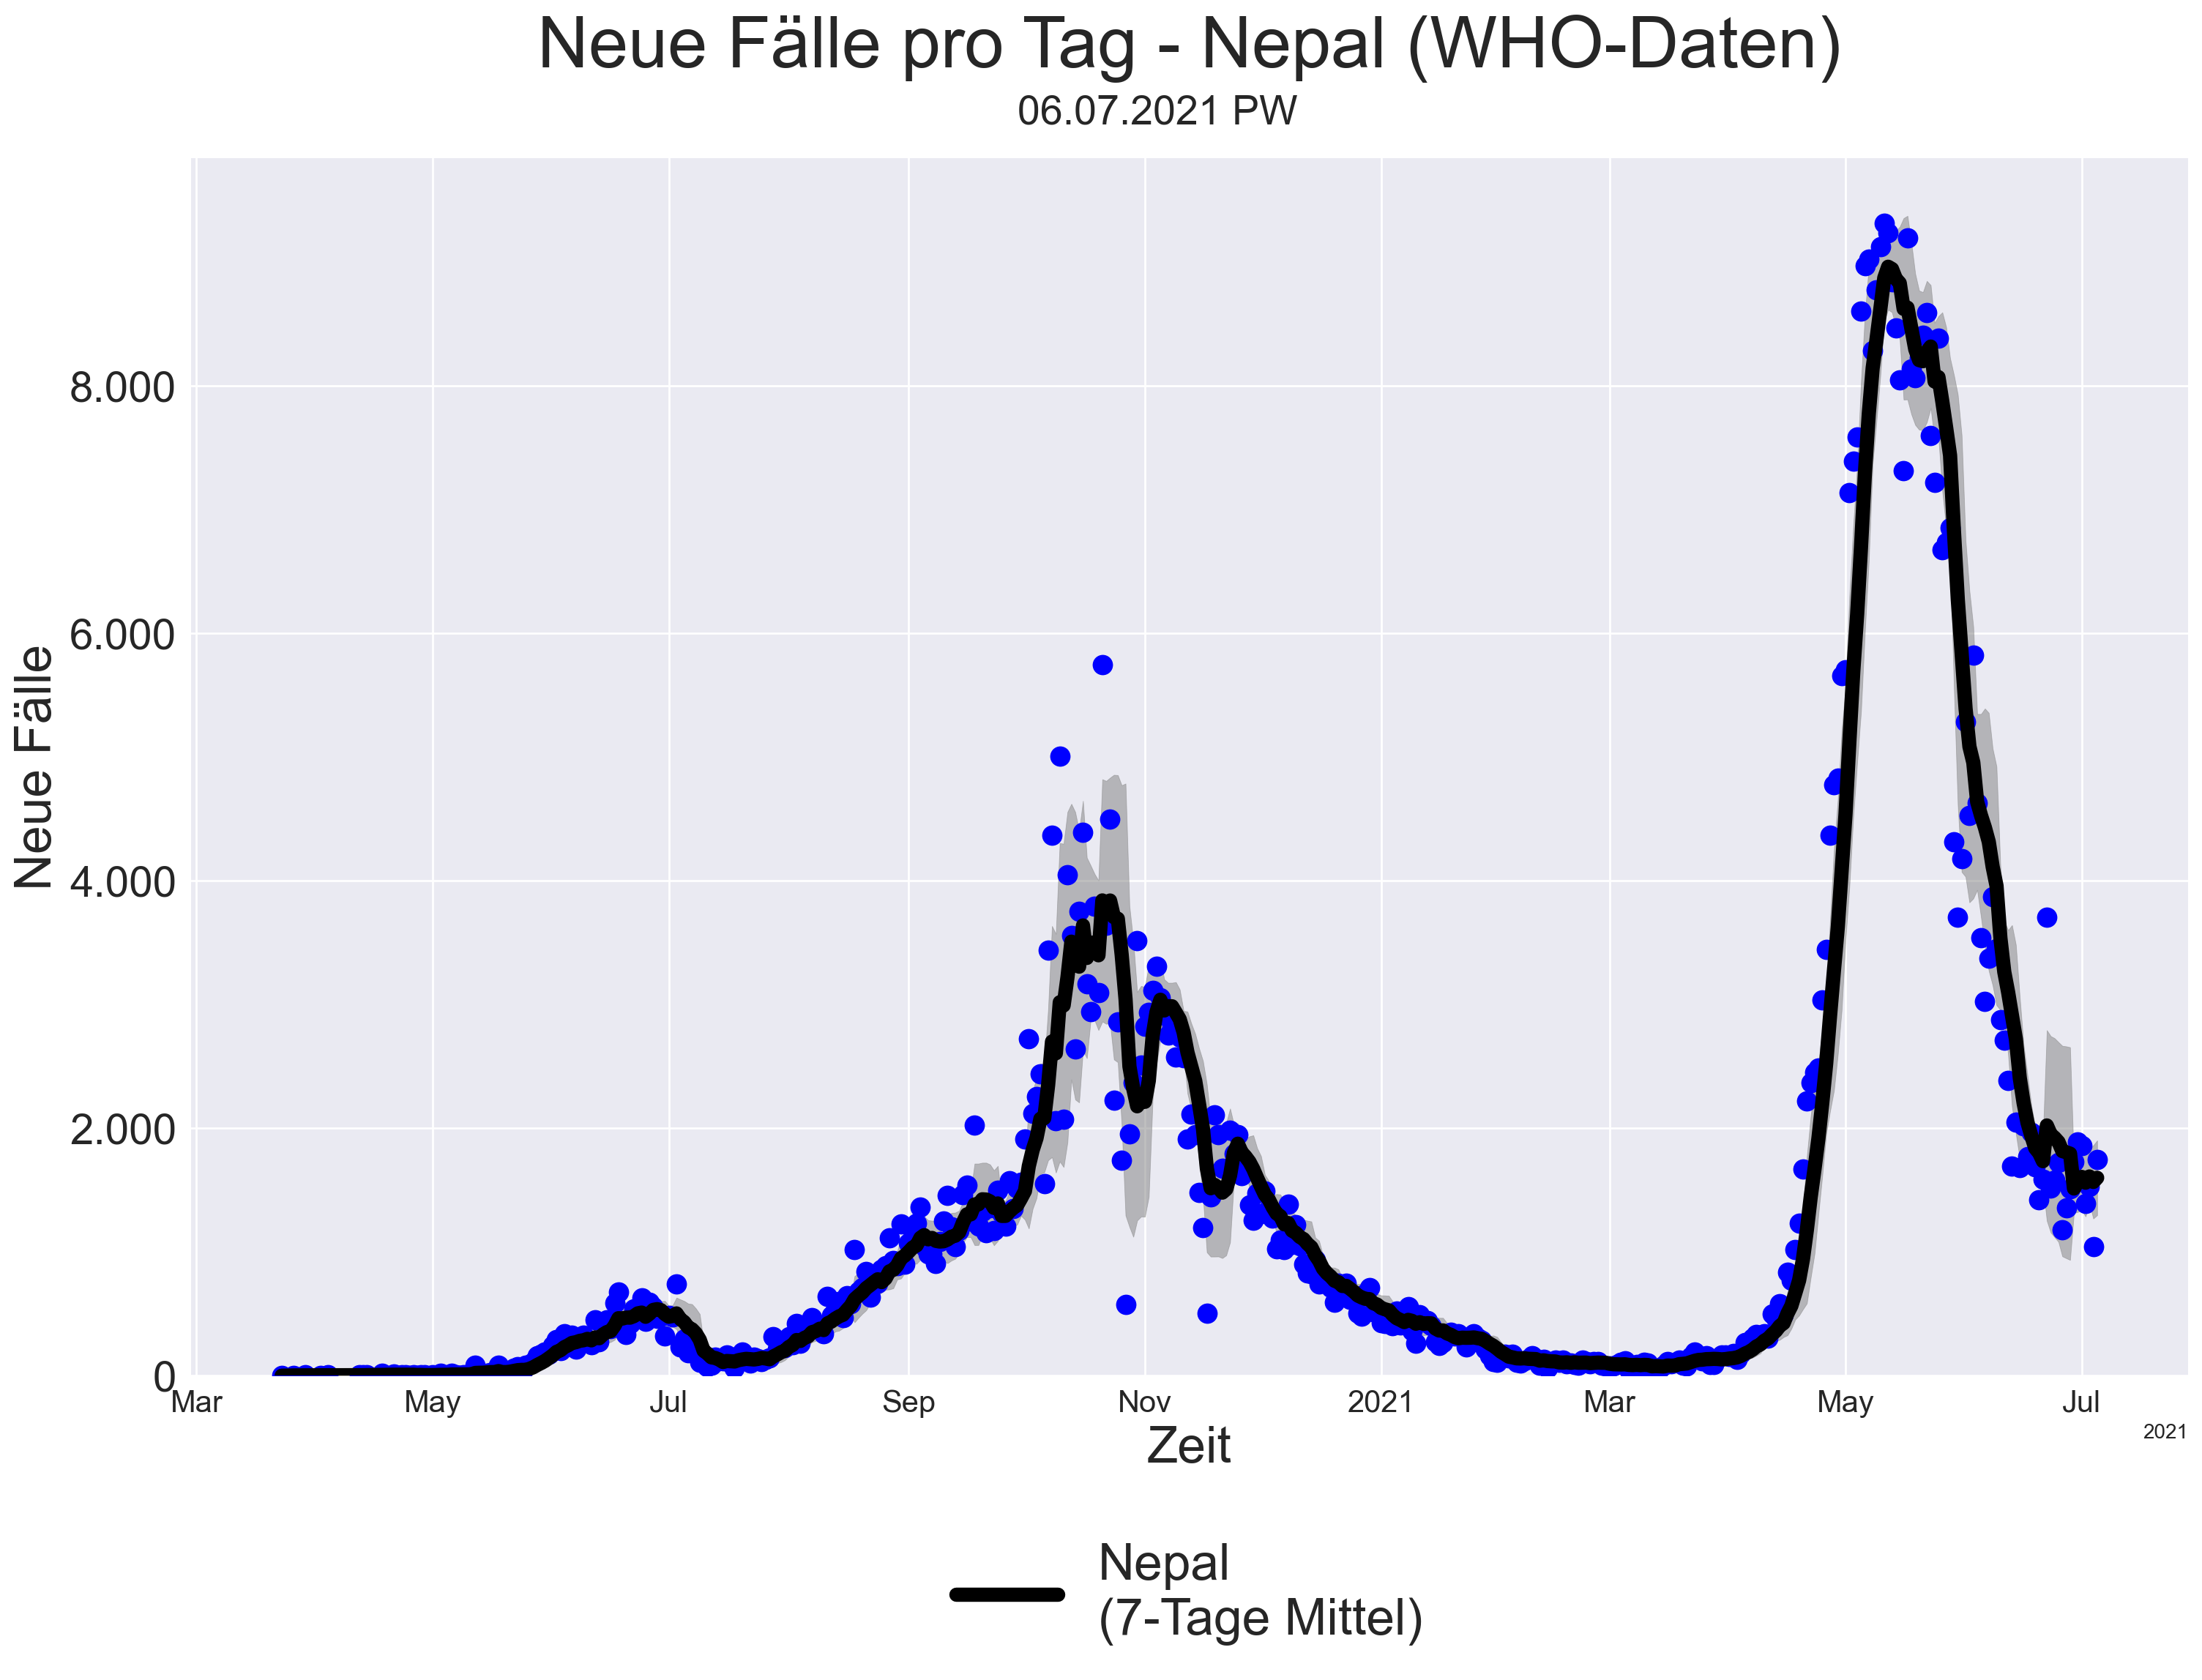 Neue Fälle pro Tag - Nepal (WHO-Daten)
06.07.2021 PW
Neue Fälle
8.000
6.000
4.000
2.000
0
Mar May Jul Sep Nov 2021 Mar May Jul
2021
Zeit
Nepal
(7-Tage Mittel)